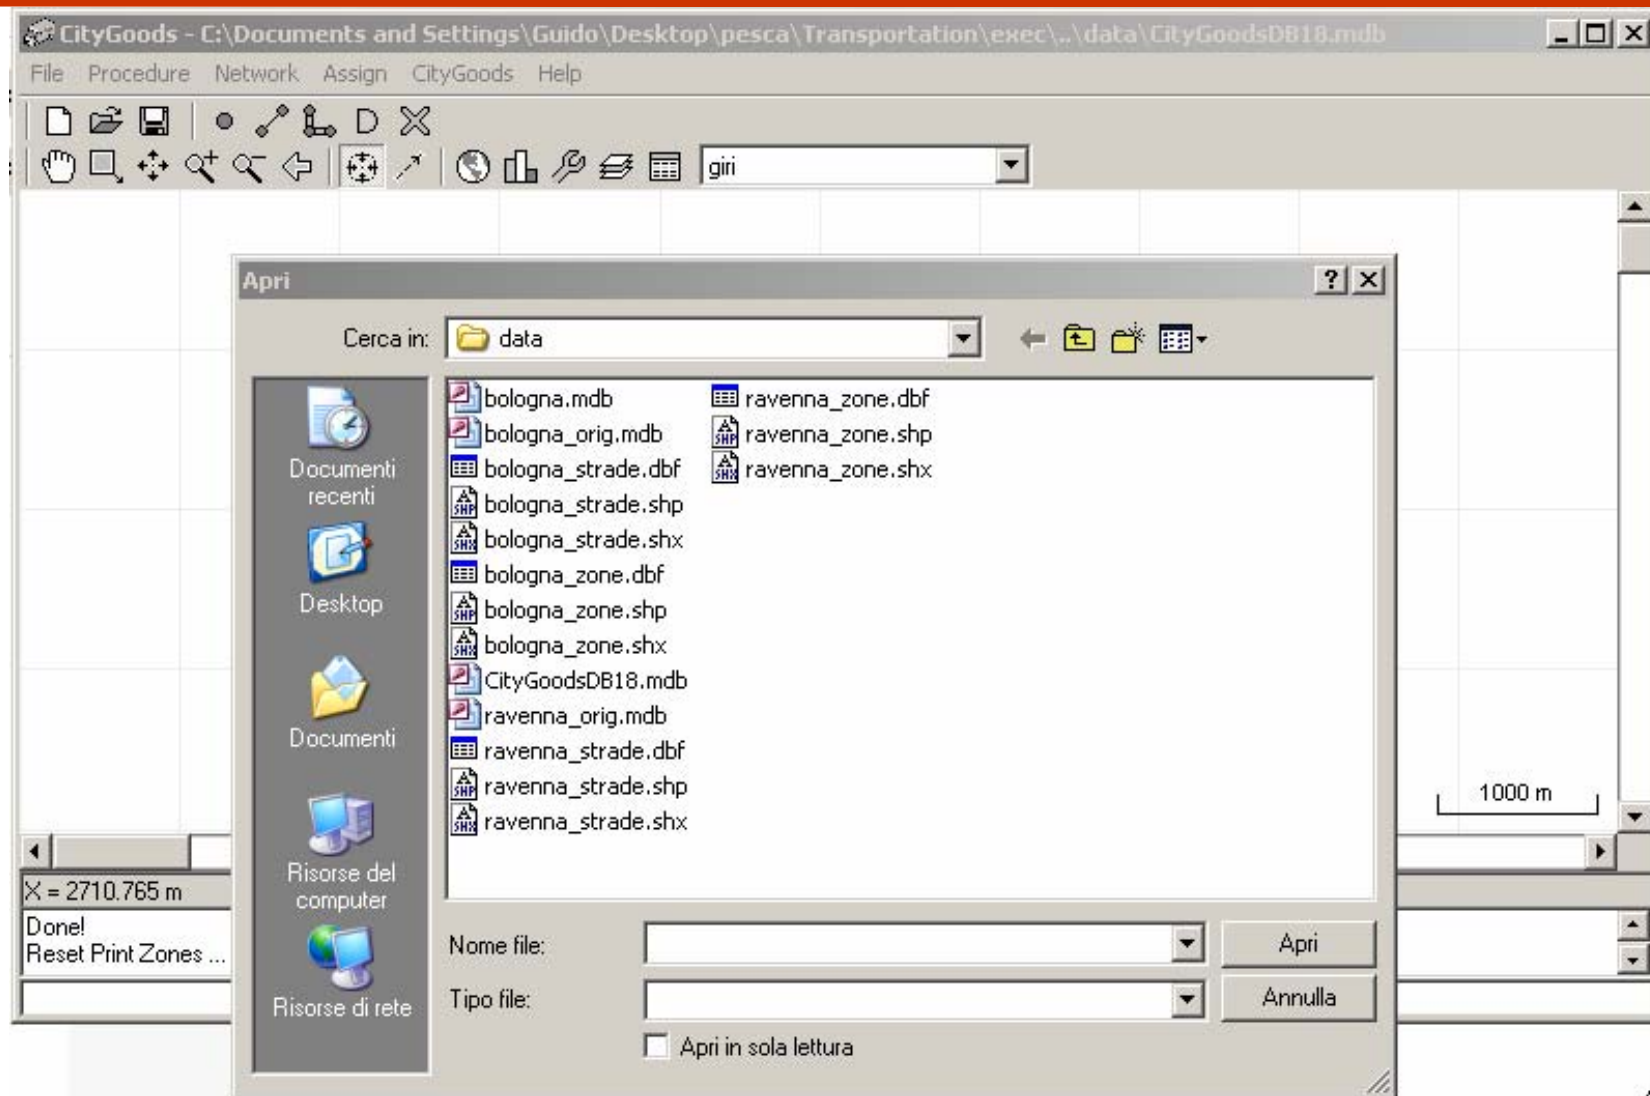 CityGoods - C:\Documents and Settings\Guido\Desktop\pesca\Transportation\exec\..\data\CityGoodsDB18.mdb
File Procedure Network Assign CityGoods Help
D
giri
Apri
Cerca in: data
bologna.mdb
bologna_orig.mdb
bologna_strade.dbf
bologna_strade.shp
bologna_strade.shx
bologna_zone.dbf
bologna_zone.shp
bologna_zone.shx
CityGoodsDB18.mdb
ravenna_orig.mdb
ravenna_strade.dbf
ravenna_strade.shp
ravenna_strade.shx
ravenna_zone.dbf
ravenna_zone.shp
ravenna_zone.shx
Documenti
recenti
Desktop
Documenti
Risorse del
computer
Risorse di rete
Nome file:
Apri
Tipo file:
Annulla
Apri in sola lettura
1000 m
X = 2710.765 m
Done!
Reset Print Zones ...